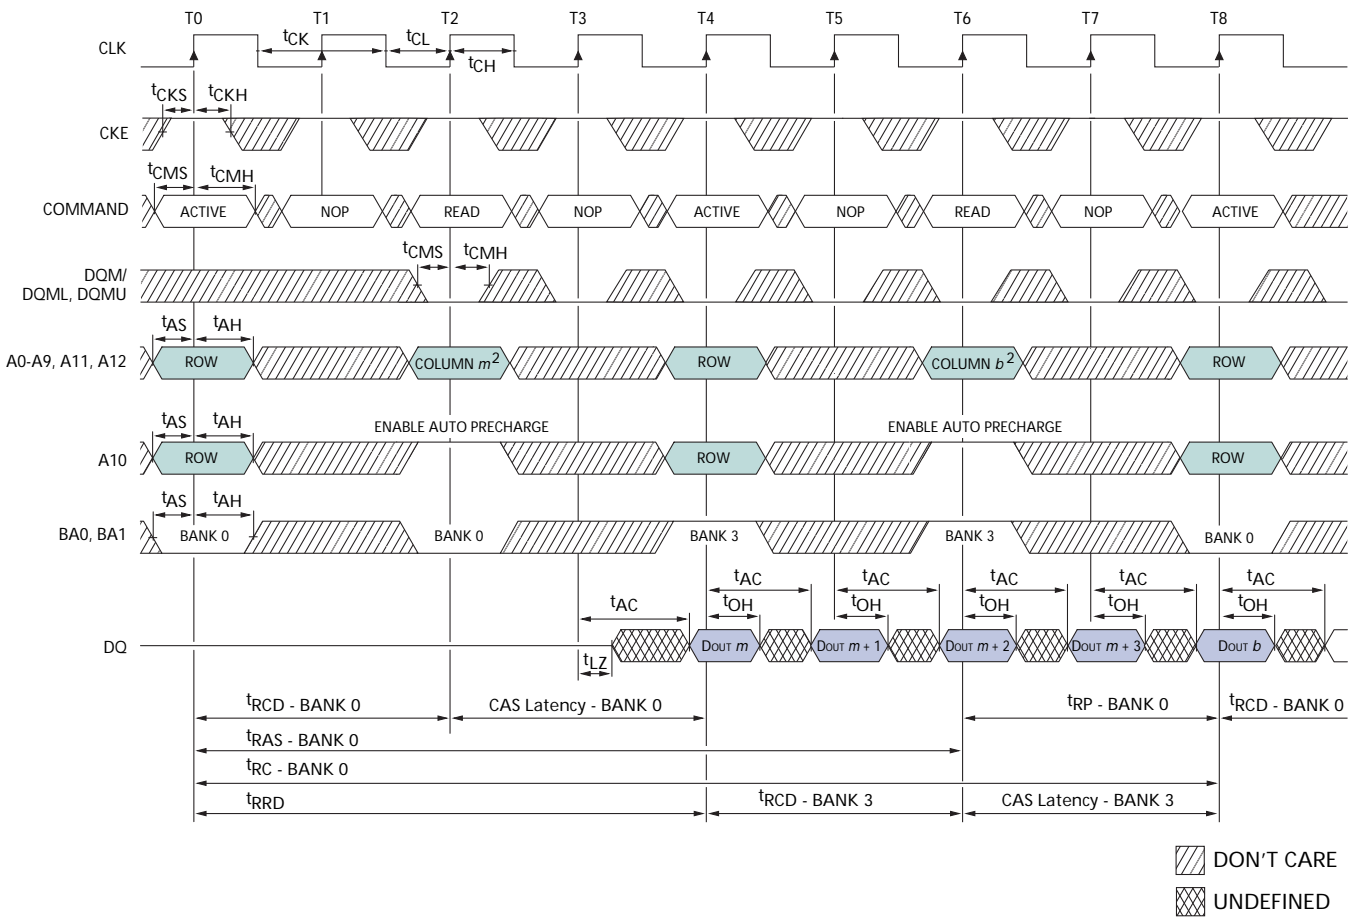 T0 T1 T2 T3 T4 T5 T6 T7 T8
CLK
tCK tCL
tCH
tCKS tCKH
CKE
tCMS tCMH
COMMAND ACTIVE NOP READ NOP ACTIVE NOP READ NOP ACTIVE
tCMS tCMH
DQM/
DQML, DQMU
tAS tAH
A0-A9, A11, A12 ROW COLUMN m2 ROW COLUMN b2 ROW
tAS tAH
ENABLE AUTO PRECHARGE ENABLE AUTO PRECHARGE
A10 ROW ROW ROW
tAS tAH
BA0, BA1 BANK 0 BANK 0 BANK 3 BANK 3 BANK 0
tAC tAC tAC tAC tAC tAC
tOH tOH tOH tOH tOH
DQ DOUT m DOUT m + 1 DOUT m + 2 DOUT m + 3 DOUT b
tLZ
tRCD - BANK 0 CAS Latency - BANK 0 tRP - BANK 0 tRCD - BANK 0
tRAS - BANK 0
tRC - BANK 0
tRRD tRCD - BANK 3 CAS Latency - BANK 3
DON'T CARE
UNDEFINED